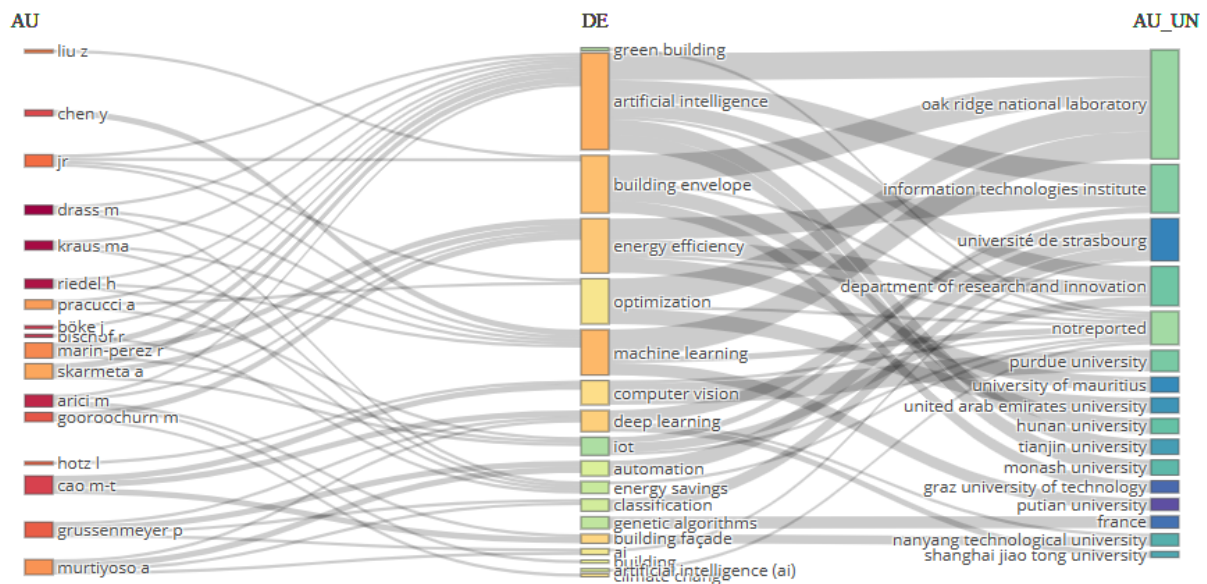 AU
DE
AU_UN
liu z
chen y
jr
drass m
kraus ma
riedel h
pracucci a
böke j
bischof r
marin-perez r
skarmeta a
arici m
gooroochurn m
hotz l
cao m-t
grussenmeyer p
murtiyoso a
green building
artificial intelligence
building envelope
energy efficiency
optimization
machine learning
computer vision
deep learning
iot
automation
energy savings
classification
genetic algorithms
building façade
ai
building
artificial intelligence (ai)
climate change
oak ridge national laboratory
information technologies institute
université de strasbourg
department of research and innovation
notreported
purdue university
university of mauritius
united arab emirates university
hunan university
tianjin university
monash university
graz university of technology
putian university
france
nanyang technological university
shanghai jiao tong university